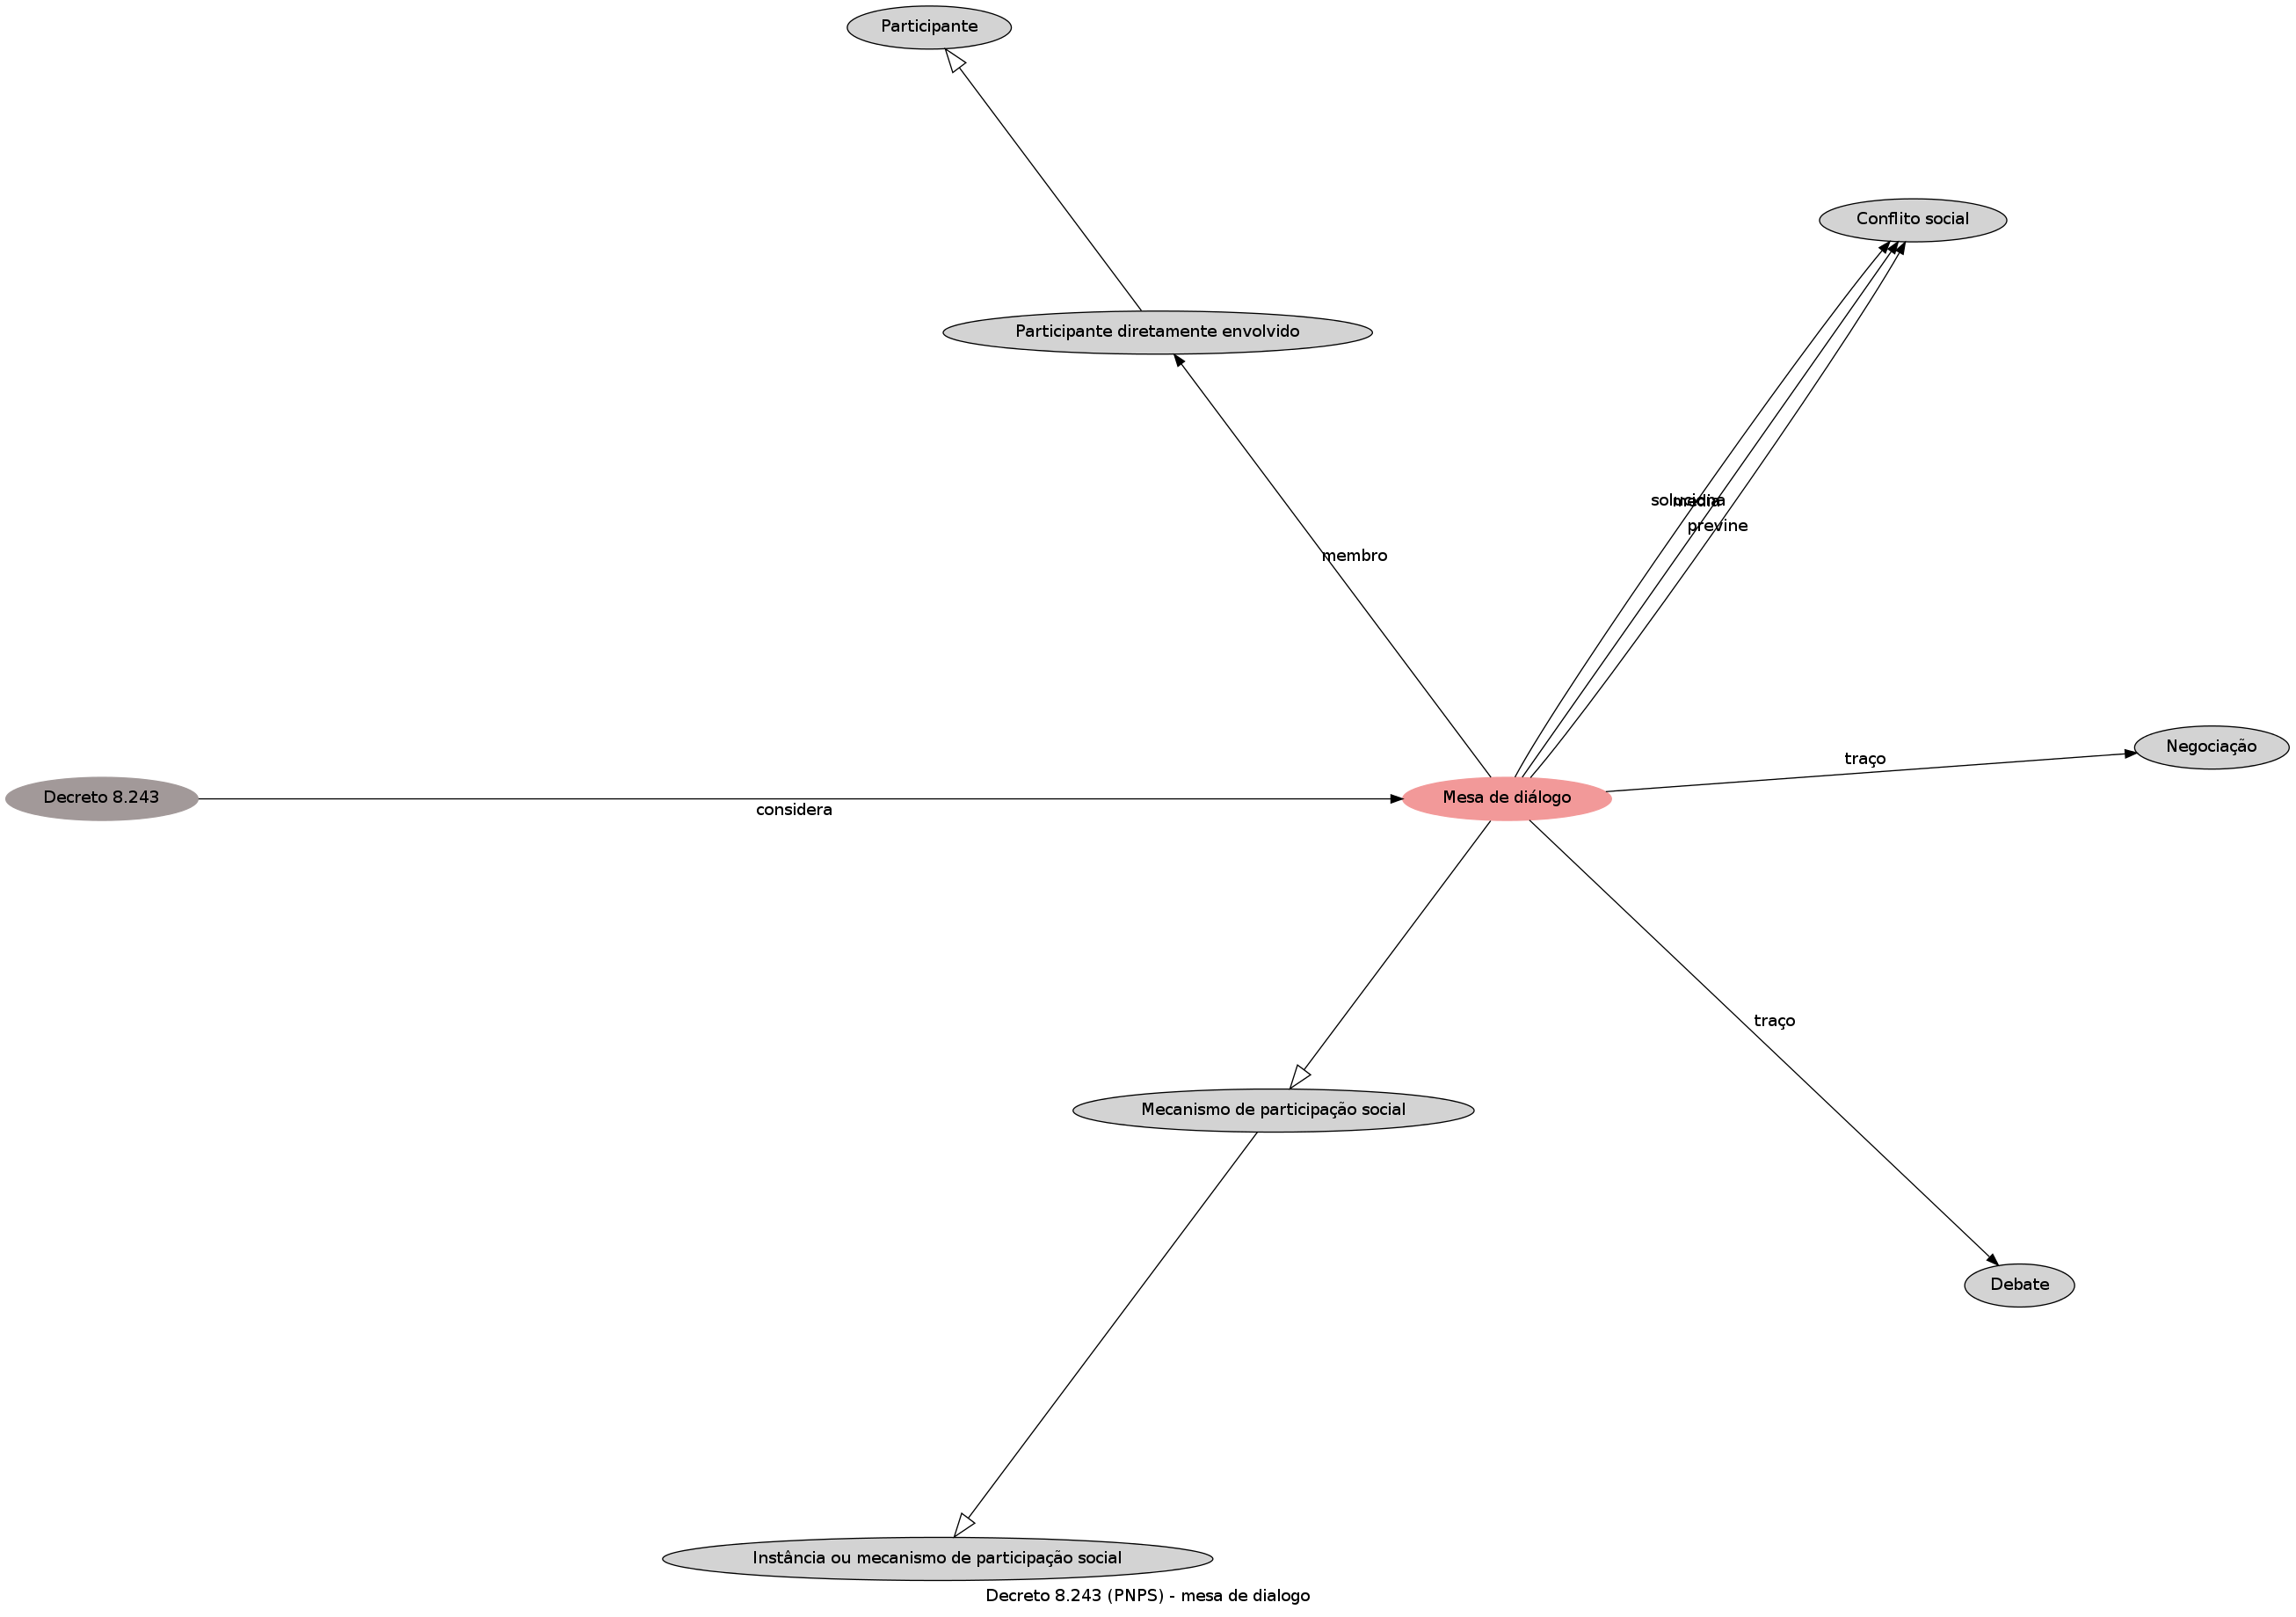 Participante
Conflito social
Participante diretamente envolvido
soluciona
media
previne
membro
Negociação
traço
Decreto 8.243
Mesa de diálogo
considera
traço
Mecanismo de participação social
Debate
Instância ou mecanismo de participação social
Decreto 8.243 (PNPS) - mesa de dialogo